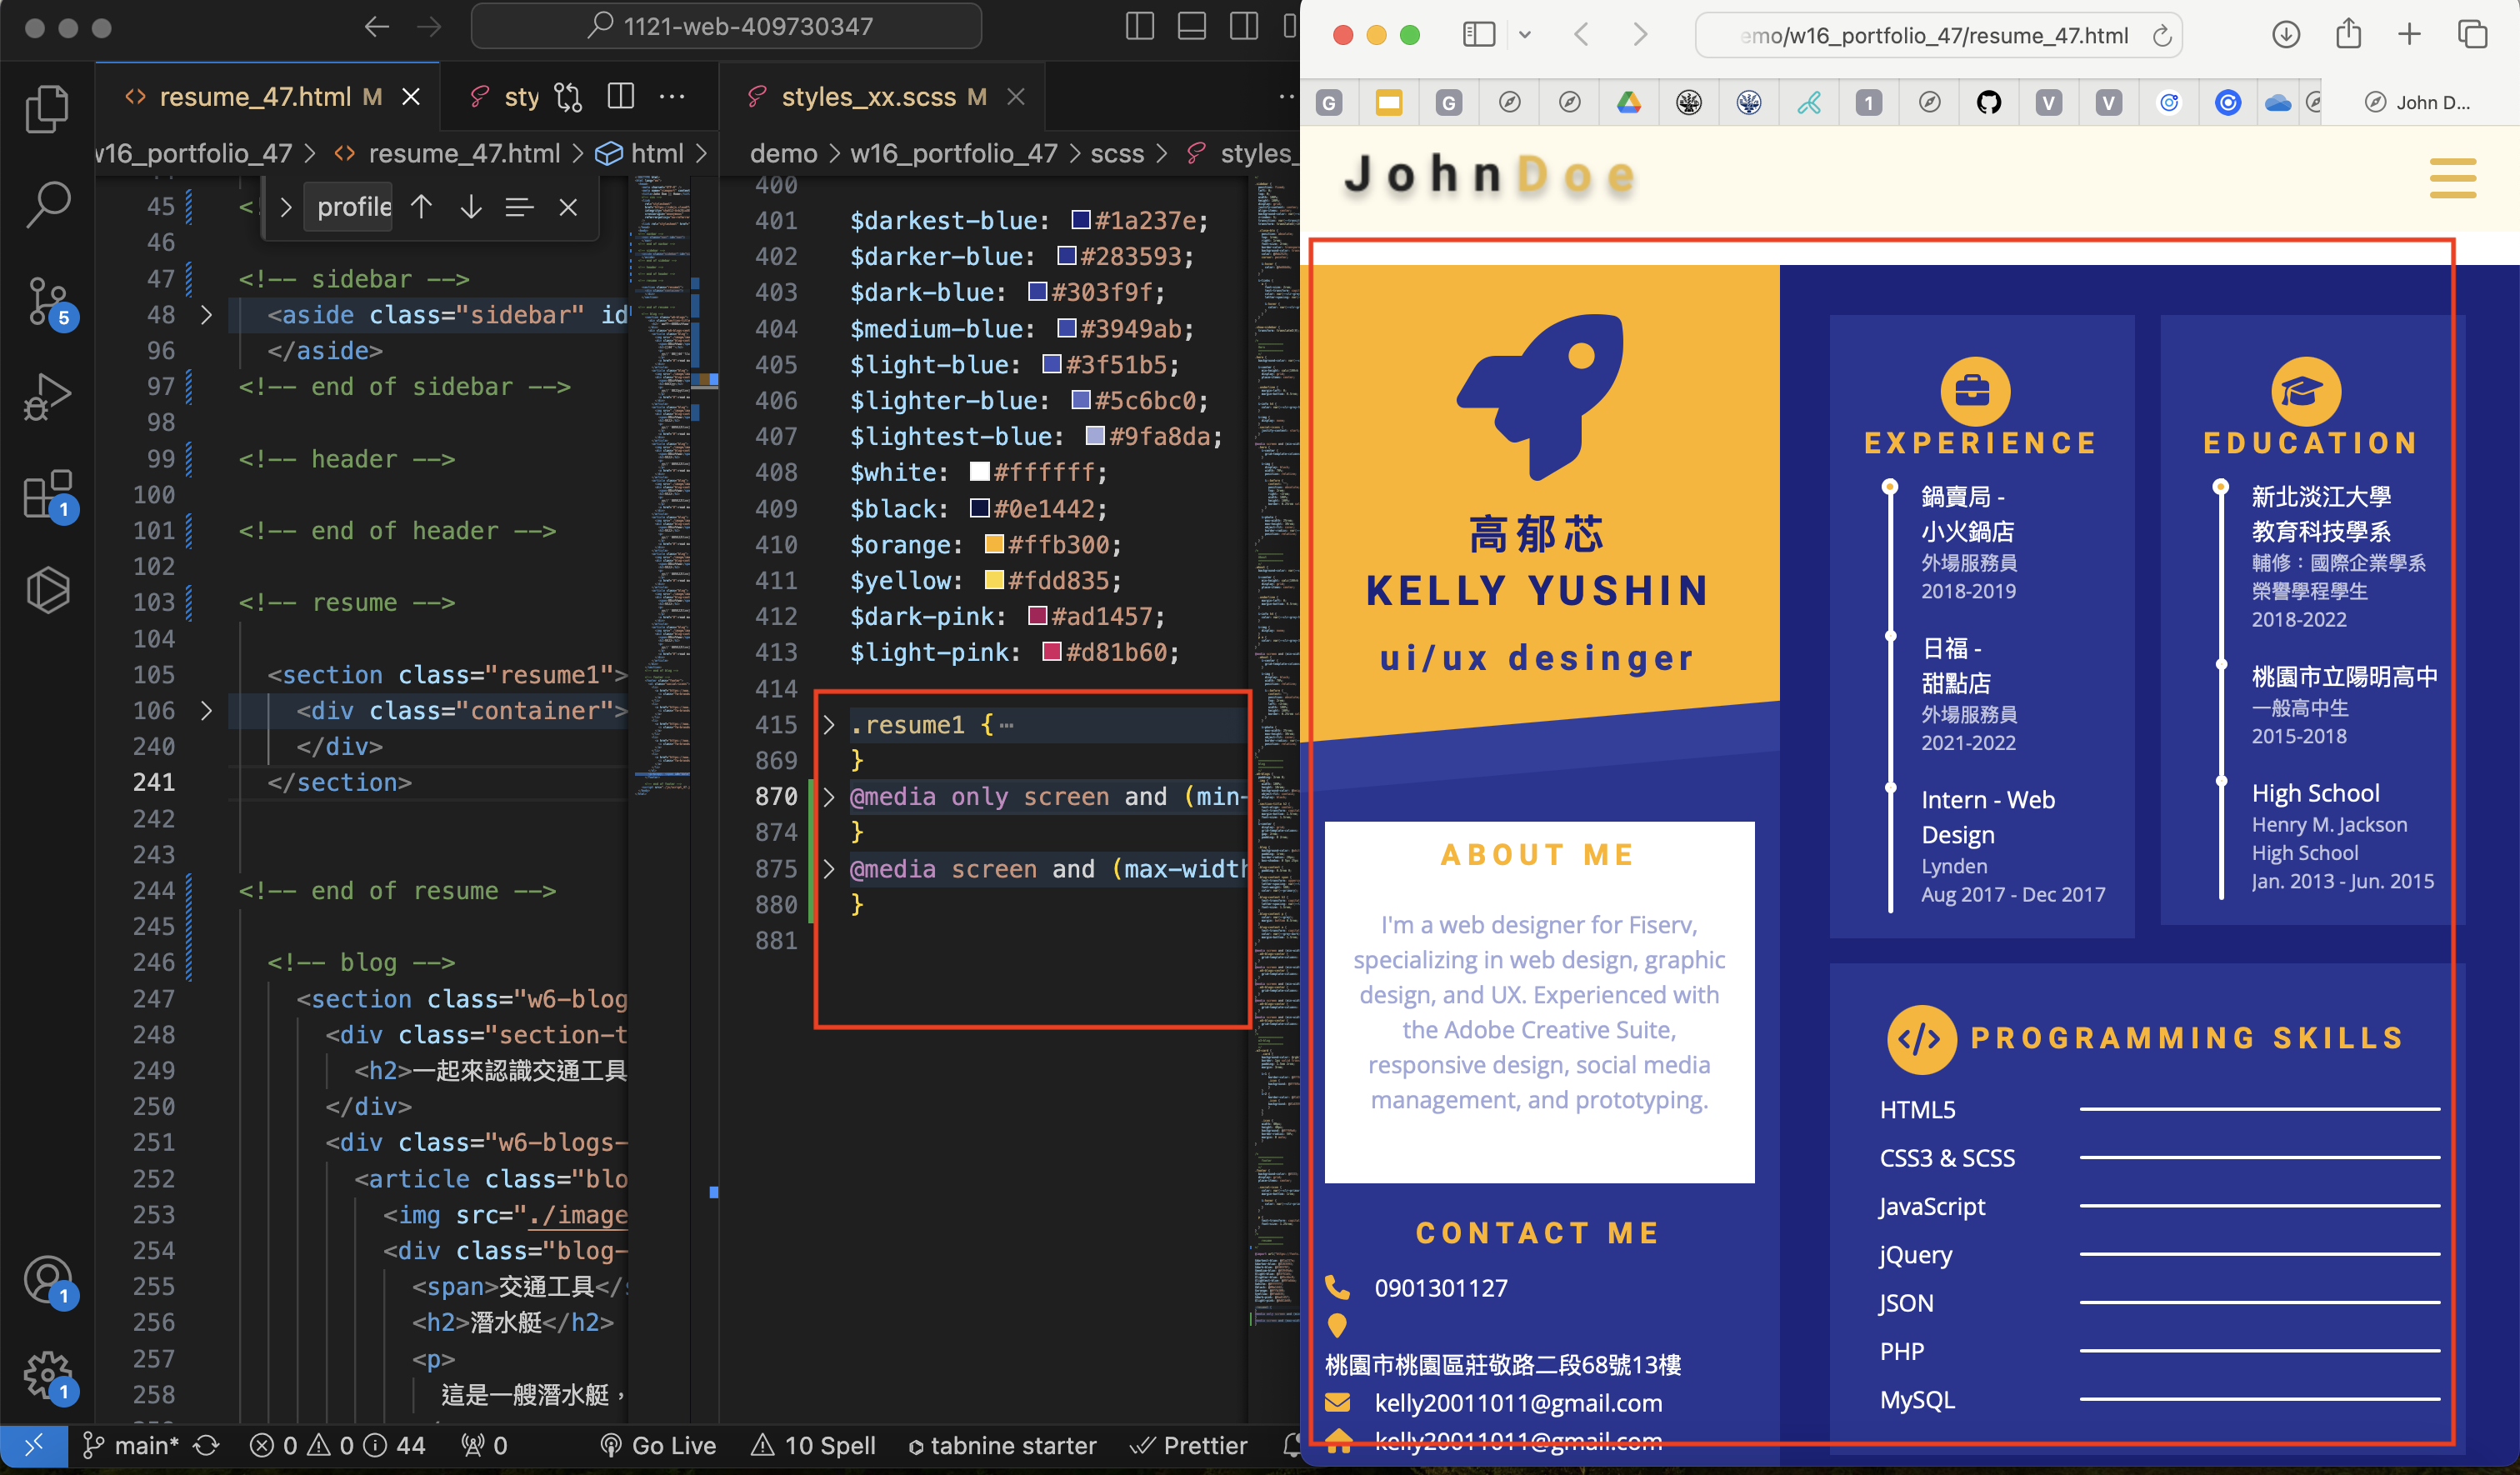 1121-web-409730347
resume_47.html M
sty
styles_xx.scss M
w16_portfolio_47 > resume_47.html > html >
demo > w16_portfolio_47 > scss > styles_
profile
45 <!
46
47 <!-- sidebar -->
48 <aside class="sidebar" id
96 </aside>
97 <!-- end of sidebar -->
98
99 <!-- header -->
100
101 <!-- end of header -->
102
103 <!-- resume -->
104
105 <section class="resume1">
106 <div class="container">
240 </div>
241 </section>
242
243
244 <!-- end of resume -->
245
246 <!-- blog -->
247 <section class="w6-blog
248 <div class="section-t
249 <h2>一起來認識交通工具
250 </div>
251 <div class="w6-blogs-
252 <article class="blo
253 <img src="./image
254 <div class="blog-
255 <span>交通工具</s
256 <h2>潛水艇</h2>
257 <p>
258 這是一艘潛水艇，
400
401 $darkest-blue: #1a237e;
402 $darker-blue: #283593;
403 $dark-blue: #303f9f;
404 $medium-blue: #3949ab;
405 $light-blue: #3f51b5;
406 $lighter-blue: #5c6bc0;
407 $lightest-blue: #9fa8da;
408 $white: #ffffff;
409 $black: #0e1442;
410 $orange: #ffb300;
411 $yellow: #fdd835;
412 $dark-pink: #ad1457;
413 $light-pink: #d81b60;
414
415 .resume1 {…
869 }
870 @media only screen and (min-
874 }
875 @media screen and (max-width
880 }
881
5
1
1
1
main* 0 0 44 0 Go Live 10 Spell tabnine starter Prettier
emo/w16_portfolio_47/resume_47.html
G G 1 V V John D...
JohnDoe
高郁芯
KELLY YUSHIN
ui/ux desinger
ABOUT ME
I'm a web designer for Fiserv,
specializing in web design, graphic
design, and UX. Experienced with
the Adobe Creative Suite,
responsive design, social media
management, and prototyping.
CONTACT ME
0901301127
桃園市桃園區莊敬路二段68號13樓
kelly20011011@gmail.com
kelly20011011@gmail.com
EXPERIENCE
鍋賣局 -
小火鍋店
外場服務員
2018-2019
日福 -
甜點店
外場服務員
2021-2022
Intern - Web
Design
Lynden
Aug 2017 - Dec 2017
EDUCATION
新北淡江大學
教育科技學系
輔修：國際企業學系
榮譽學程學生
2018-2022
桃園市立陽明高中
一般高中生
2015-2018
High School
Henry M. Jackson
High School
Jan. 2013 - Jun. 2015
</> PROGRAMMING SKILLS
HTML5
CSS3 & SCSS
JavaScript
jQuery
JSON
PHP
MySQL